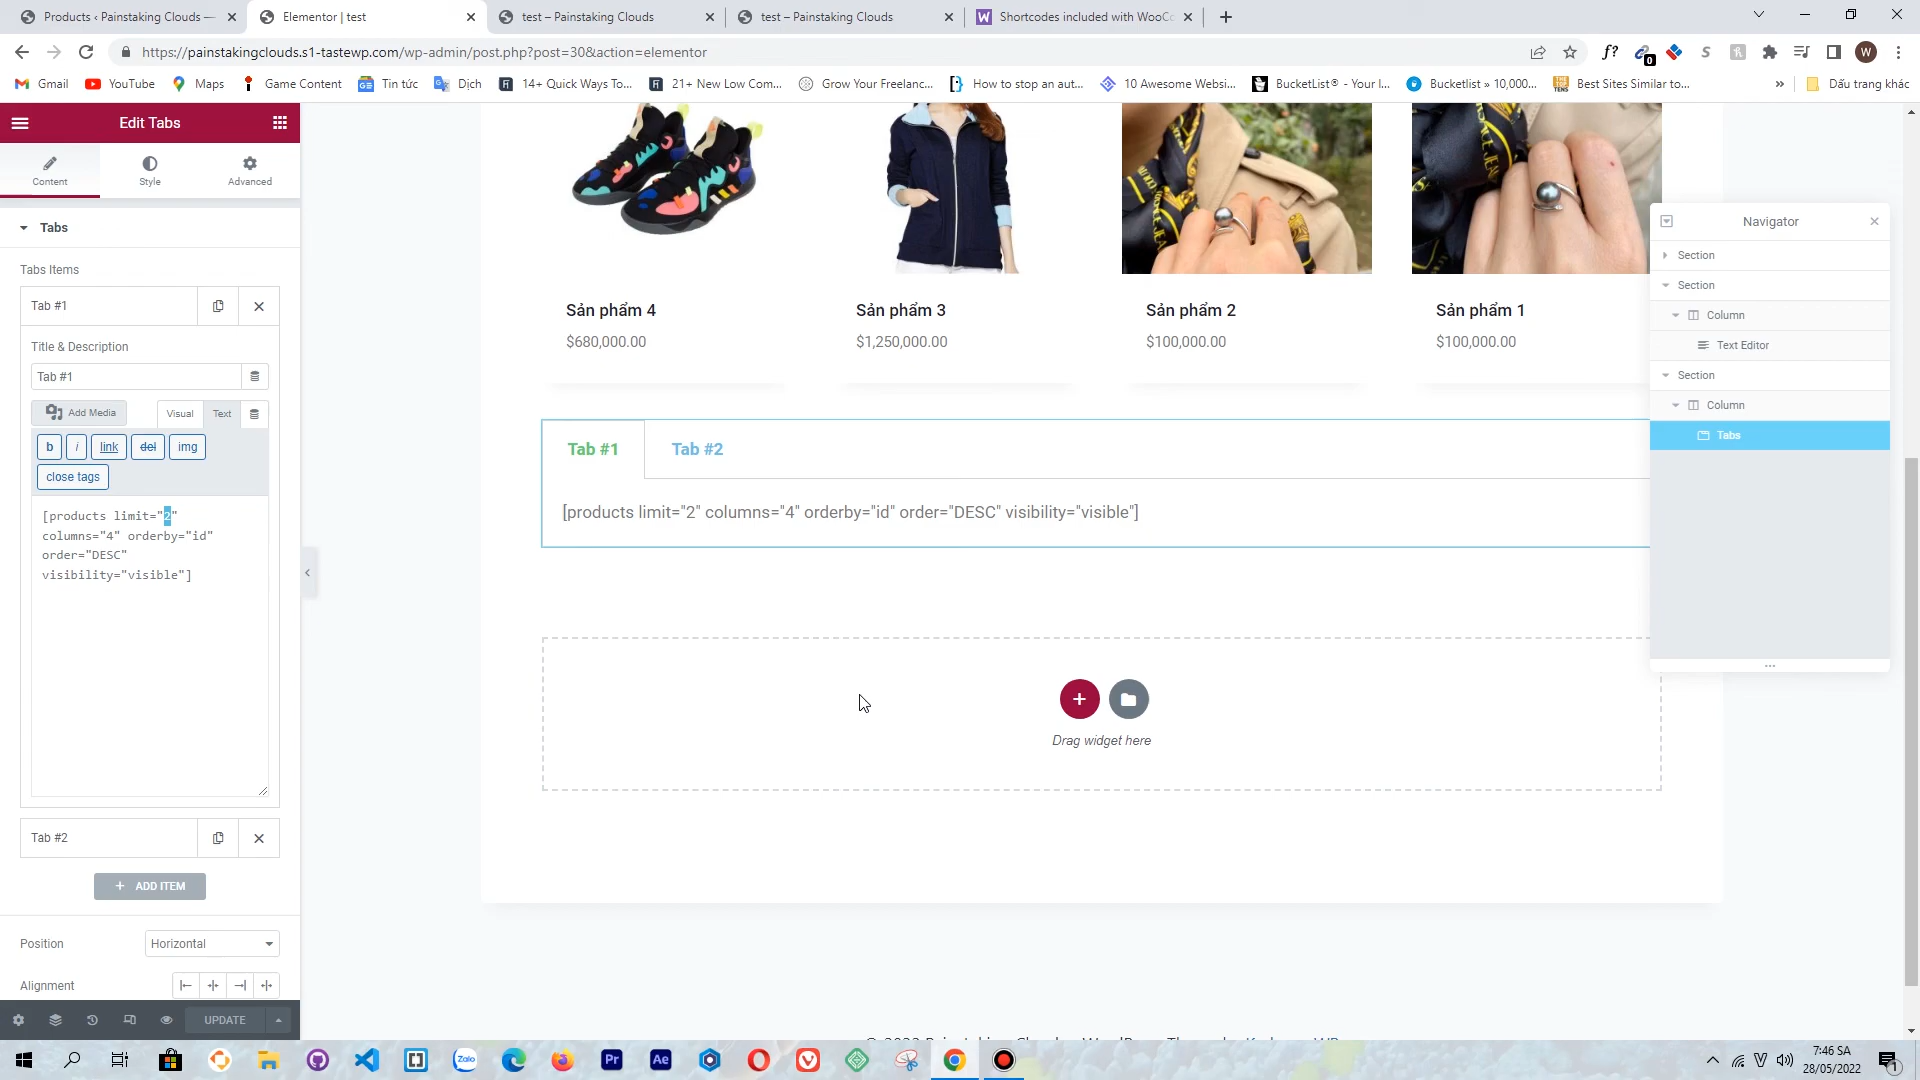 Products ‹ Painstaking Clouds —
Elementor | test
test – Painstaking Clouds
test – Painstaking Clouds
Shortcodes included with WooCo
https://painstakingclouds.s1-tastewp.com/wp-admin/post.php?post=30&action=elementor
f?
0
S
W
Gmail
YouTube
Maps
Game Content
Tin tức
Dịch
14+ Quick Ways To...
21+ New Low Com...
Grow Your Freelanc...
How to stop an aut...
10 Awesome Websi...
BucketList® - Your l...
Bucketlist » 10,000...
Best Sites Similar to...
»
Dấu trang khác
Edit Tabs
Content
Style
Advanced
Tabs
Tabs Items
Tab #1
Title & Description
Tab #1
Add Media
Visual
Text
b
i
link
del
img
close tags
[products limit="2"
columns="4" orderby="id"
order="DESC"
visibility="visible"]
Tab #2
ADD ITEM
Position
Horizontal
Alignment
UPDATE
Sản phẩm 4
$680,000.00
Sản phẩm 3
$1,250,000.00
Sản phẩm 2
$100,000.00
Sản phẩm 1
$100,000.00
Tab #1
Tab #2
[products limit="2" columns="4" orderby="id" order="DESC" visibility="visible"]
Drag widget here
Navigator
Section
Section
Column
Text Editor
Section
Column
Tabs
Zalo
Pr
Ae
7:46 SA
28/05/2022
1